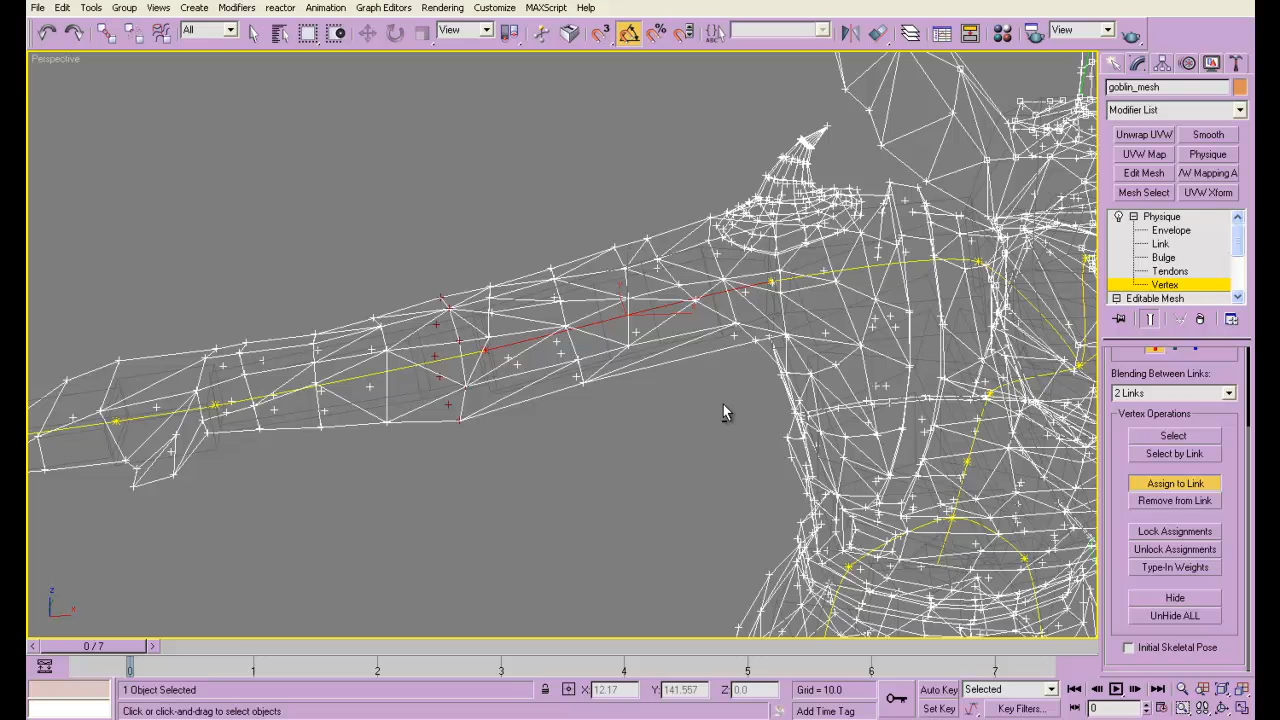 File Edit Tools Group Views Create Modifiers reactor Animation Graph Editors Rendering Customize MAXScript Help
All View View
Perspective
goblin_mesh
Modifier List
Unwrap UVW Smooth
UVW Map Physique
Edit Mesh /W Mapping A
Mesh Select UVW Xform
Physique
Envelope
Link
Bulge
Tendons
Vertex
Editable Mesh
Blending Between Links:
2 Links
Vertex Operations
Select
Select by Link
Assign to Link
Remove from Link
Lock Assignments
Unlock Assignments
Type-In Weights
Hide
UnHide ALL
Initial Skeletal Pose
z
x
0 / 7
0 1 2 3 4 5 6 7
1 Object Selected X: 12.17 Y: 141.557 Z: 0.0 Grid = 10.0 Auto Key Selected
Click or click-and-drag to select objects Add Time Tag Set Key Key Filters... 0